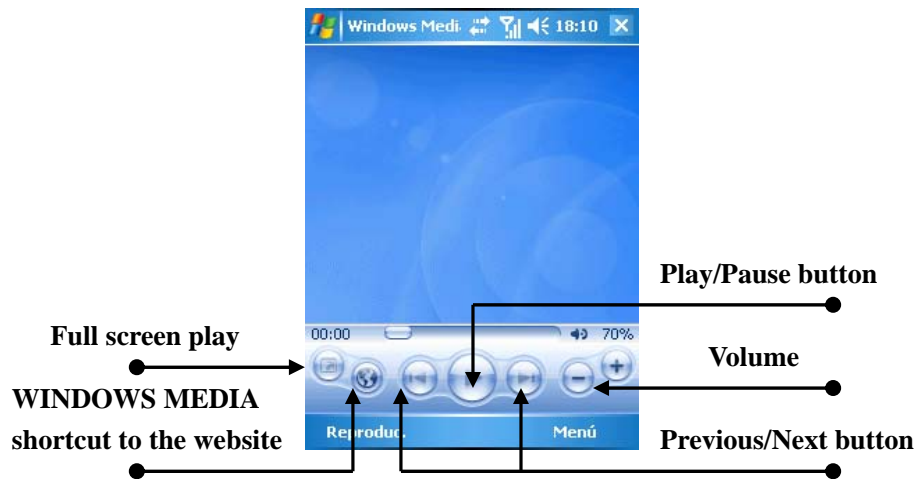 Windows Medi 18:10
Play/Pause button
00:00 70%
Full screen play
Volume
WINDOWS MEDIA
shortcut to the website
Reproduc. Menú
Previous/Next button